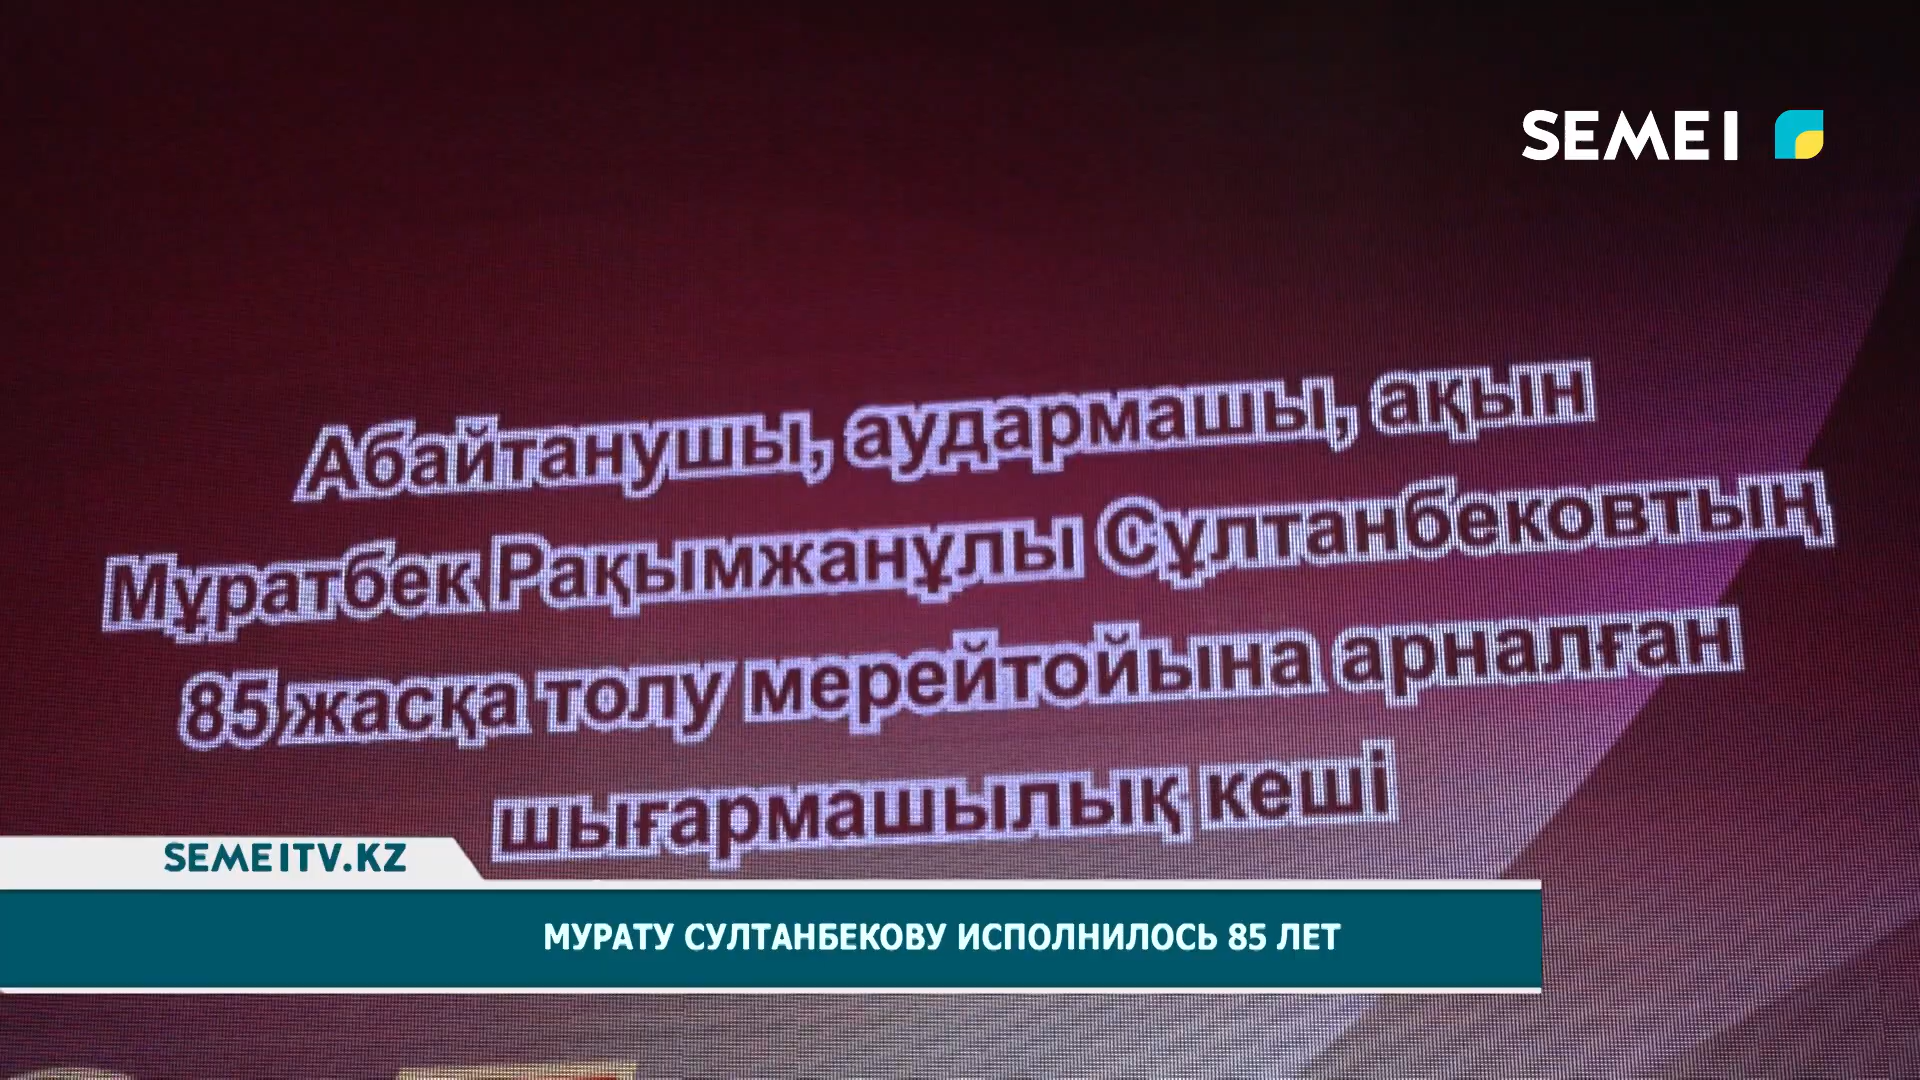 SEMEI
Абайтанушы, аудармашы, ақын
Мұратбек Рақымжанұлы Сұлтанбековтың
85 жасқа толу мерейтойына арналған
шығармашылық кеші
SEMEITV.KZ
МУРАТУ СУЛТАНБЕКОВУ ИСПОЛНИЛОСЬ 85 ЛЕТ